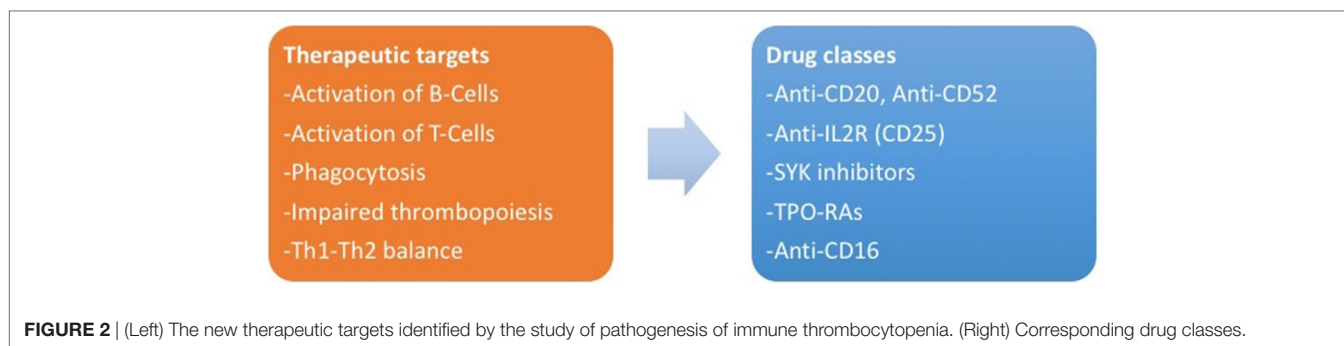 Therapeutic targets
-Activation of B-Cells
-Activation of T-Cells
-Phagocytosis
-Impaired thrombopoiesis
-Th1-Th2 balance
Drug classes
-Anti-CD20, Anti-CD52
-Anti-IL2R (CD25)
-SYK inhibitors
-TPO-RAs
-Anti-CD16
FIGURE 2 | (Left) The new therapeutic targets identified by the study of pathogenesis of immune thrombocytopenia. (Right) Corresponding drug classes.